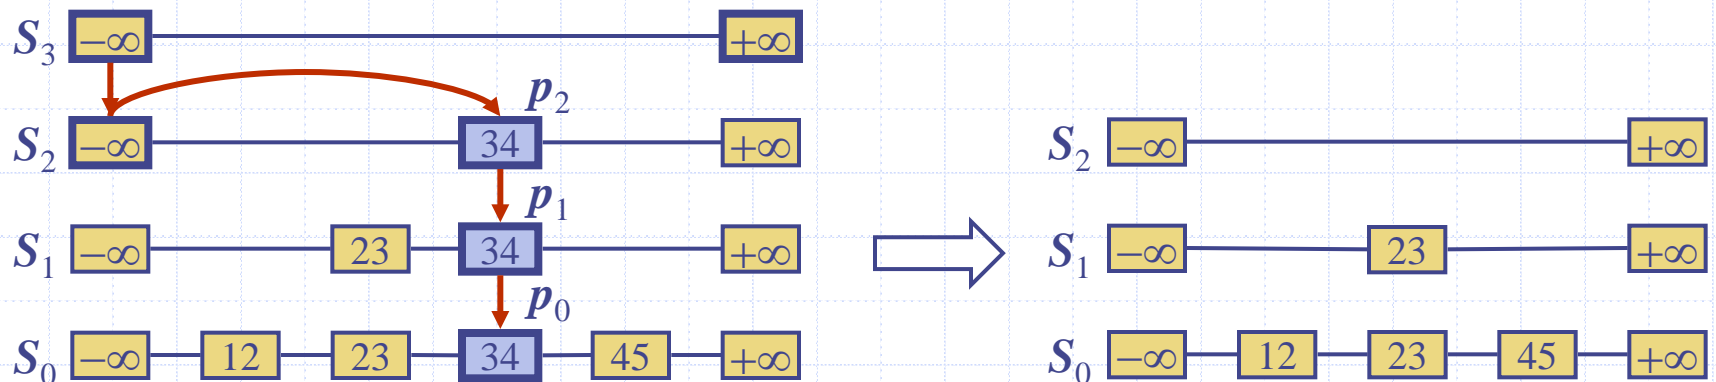 S3 −∞ +∞
p2
S2 −∞ 34 +∞ S2 −∞ +∞
p1
S1 −∞ 23 34 +∞ S1 −∞ 23 +∞
p0
S0 −∞ 12 23 34 45 +∞ S0 −∞ 12 23 45 +∞